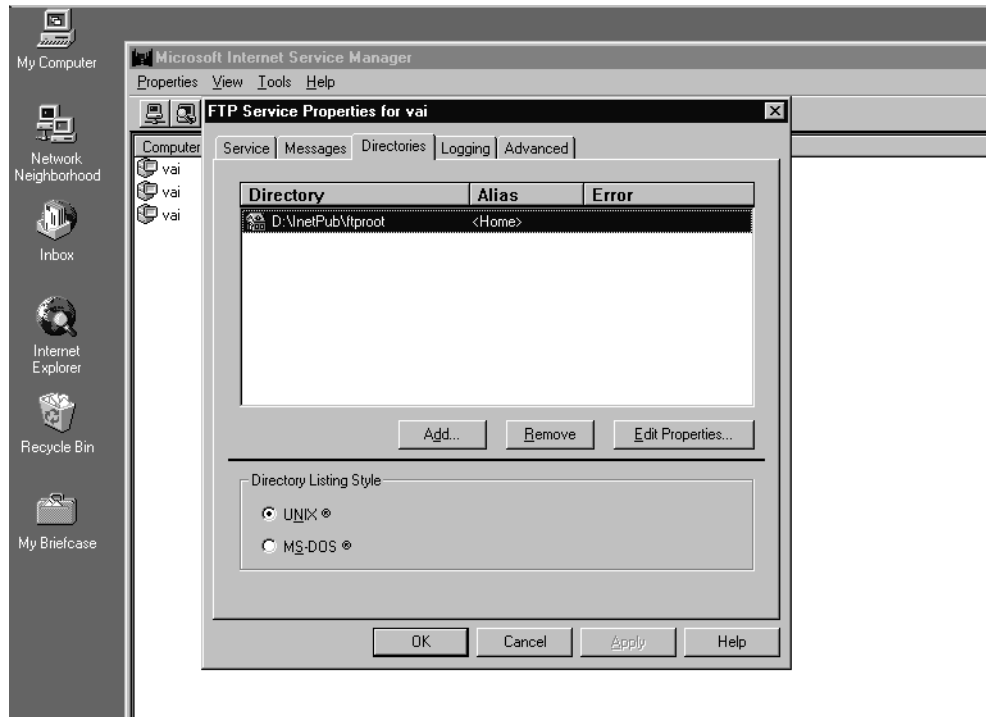 My Computer
Network
Neighborhood
Inbox
Internet
Explorer
Recycle Bin
My Briefcase
Microsoft Internet Service Manager
Properties View Tools Help
Computer
vai
vai
vai
FTP Service Properties for vai
Service Messages Directories Logging Advanced
Directory Alias Error
D:\InetPub\ftproot <Home>
Add... Remove Edit Properties...
Directory Listing Style
UNIX ®
MS-DOS ®
OK Cancel Apply Help